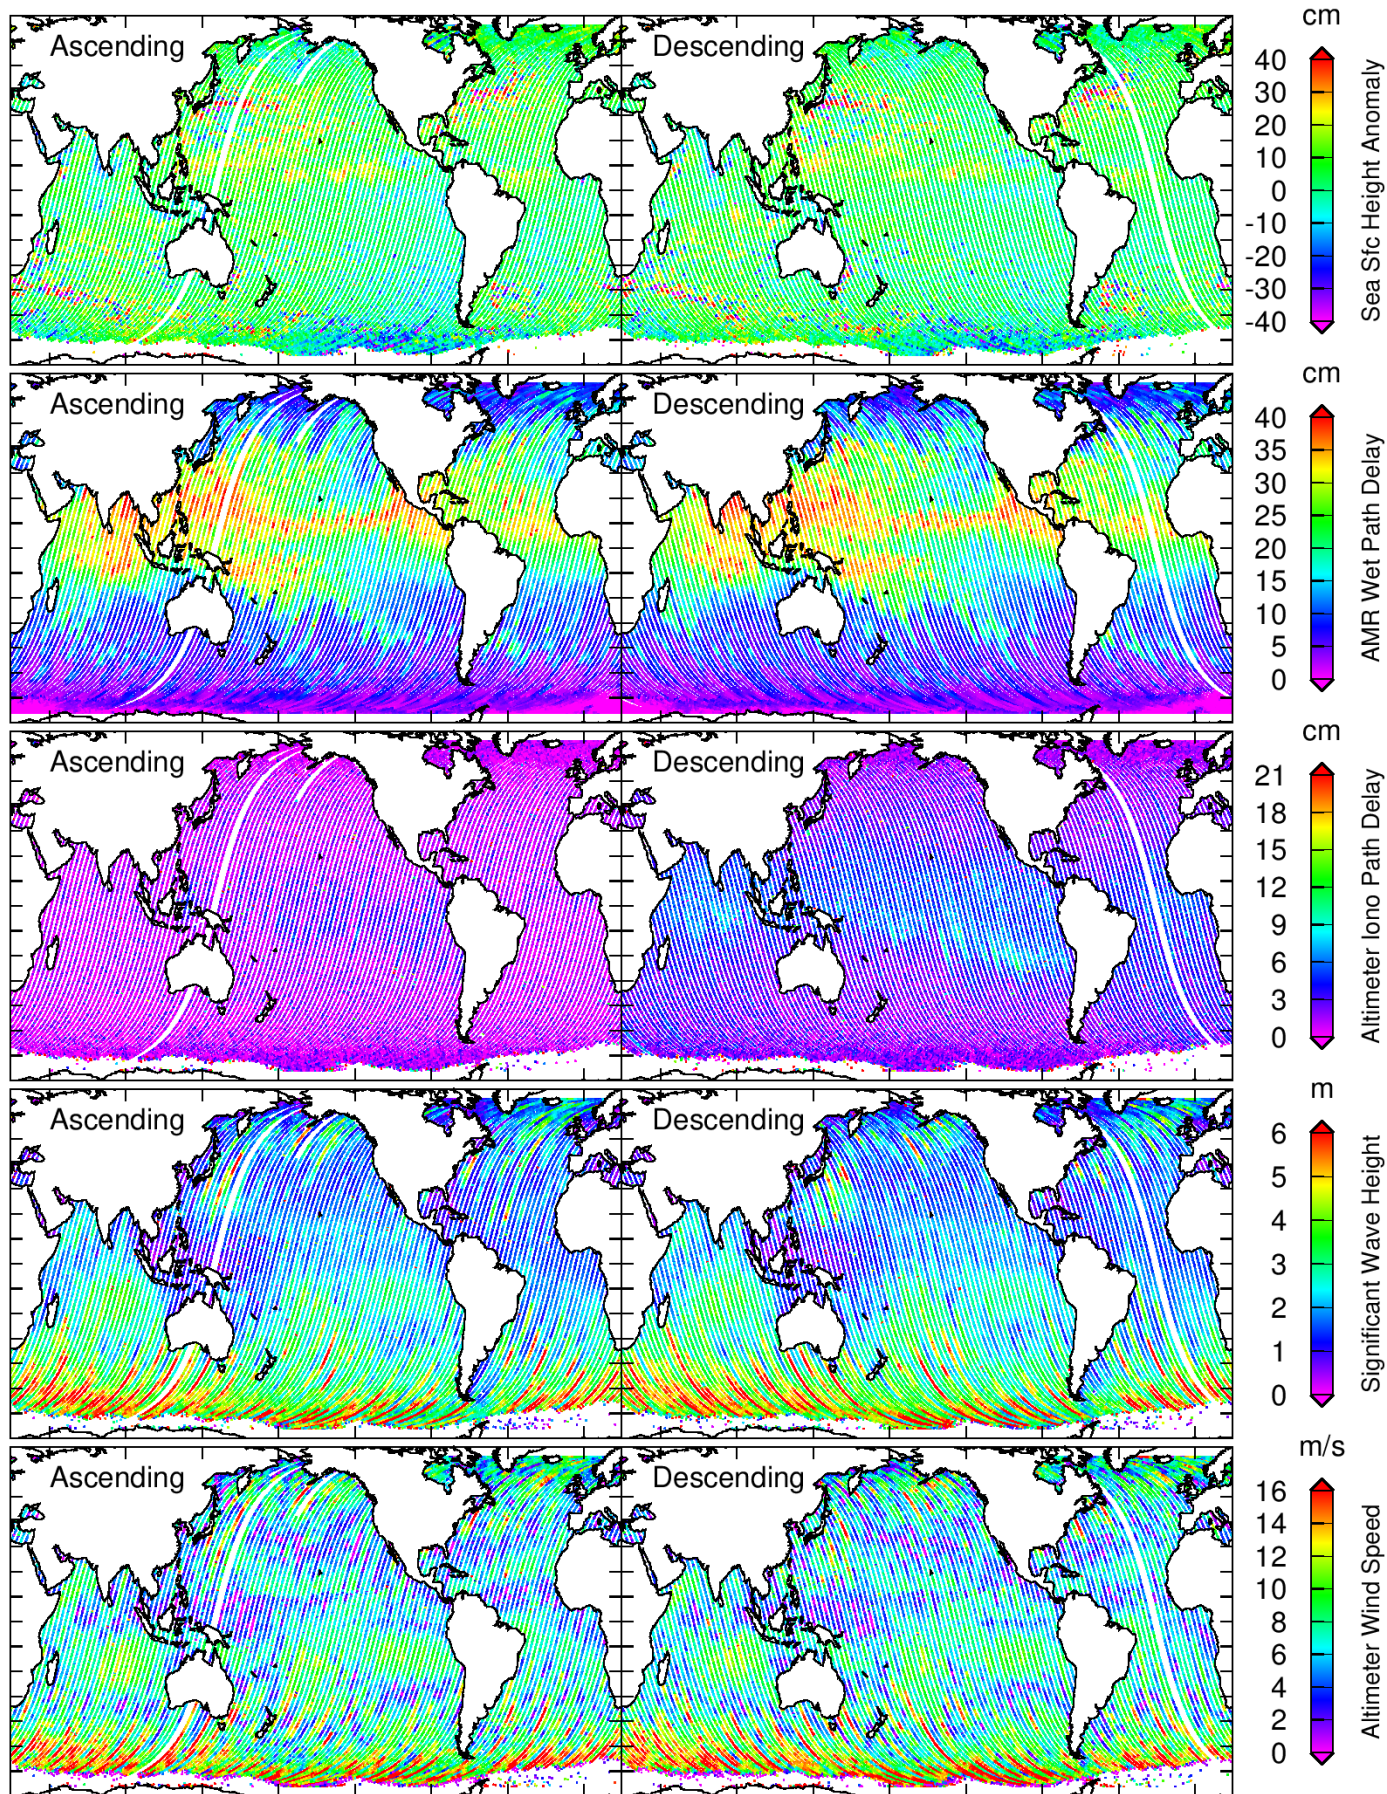 cm
Ascending Descending
40
30
20
10
0
-10
-20
-30
-40
Sea Sfc Height Anomaly
cm
Ascending Descending
40
35
30
25
20
15
10
5
0
AMR Wet Path Delay
cm
Ascending Descending
21
18
15
12
9
6
3
0
Altimeter Iono Path Delay
m
Ascending Descending
6
5
4
3
2
1
0
Significant Wave Height
m/s
Ascending Descending
16
14
12
10
8
6
4
2
0
Altimeter Wind Speed